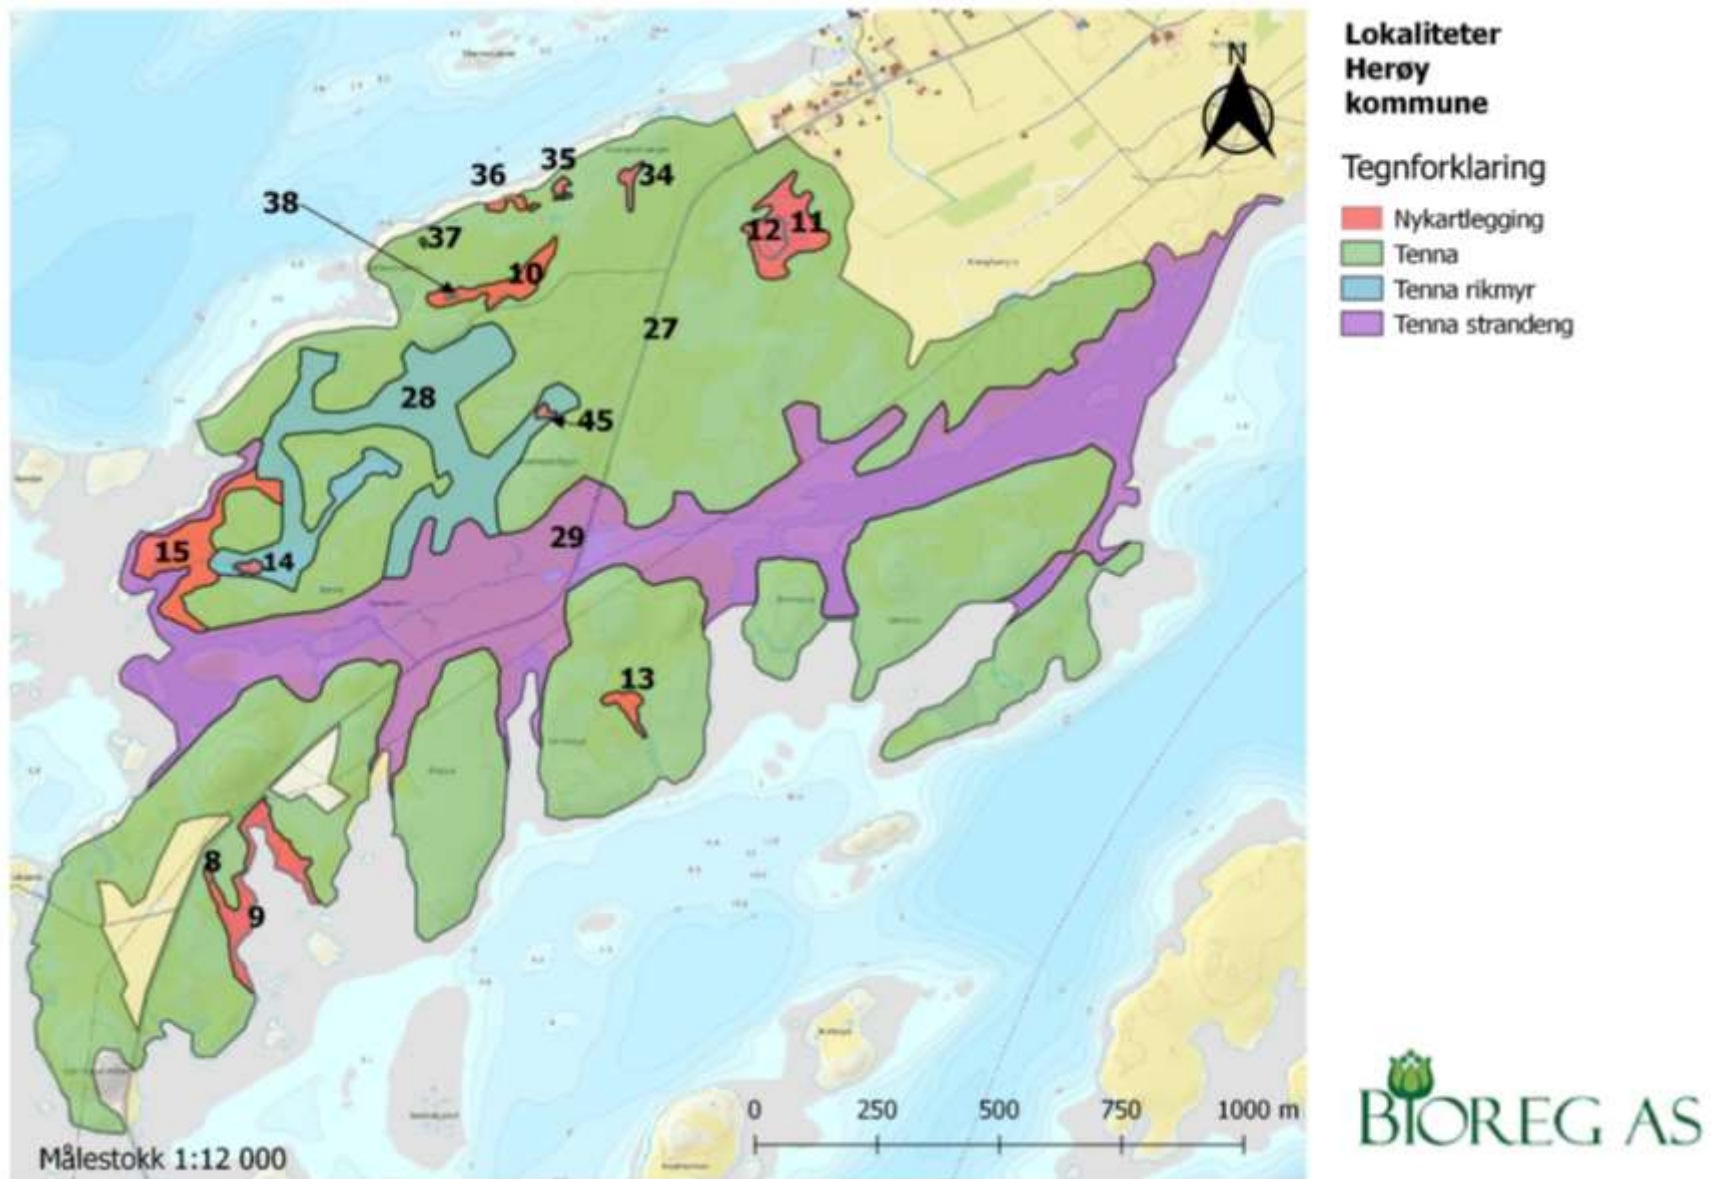 Lokaliteter
Herøy
kommune
Tegnforklaring
Nykartlegging
Tenna
Tenna rikmyr
Tenna strandeng
N
36
35
34
38
37
12
11
10
27
28
45
29
15
14
13
8
9
0
250
500
750
1000 m
Målestokk 1:12 000
BIOREG AS